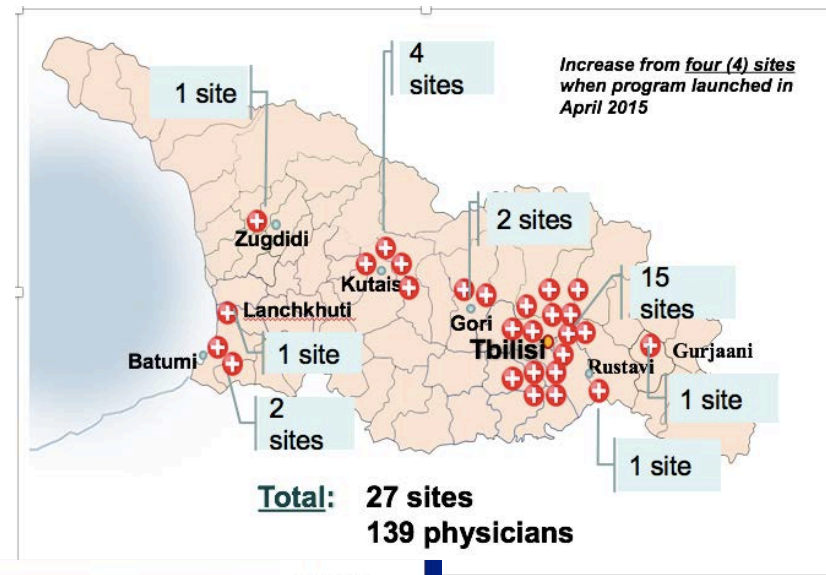 4
sites
Increase from four (4) sites
when program launched in
April 2015
1 site
2 sites
Zugdidi
15
sites
Kutais
Lanchkhuti
Gori
Tbilisi
Gurjaani
Batumi
Rustavi
1 site
1 site
2
sites
1 site
Total: 27 sites
139 physicians